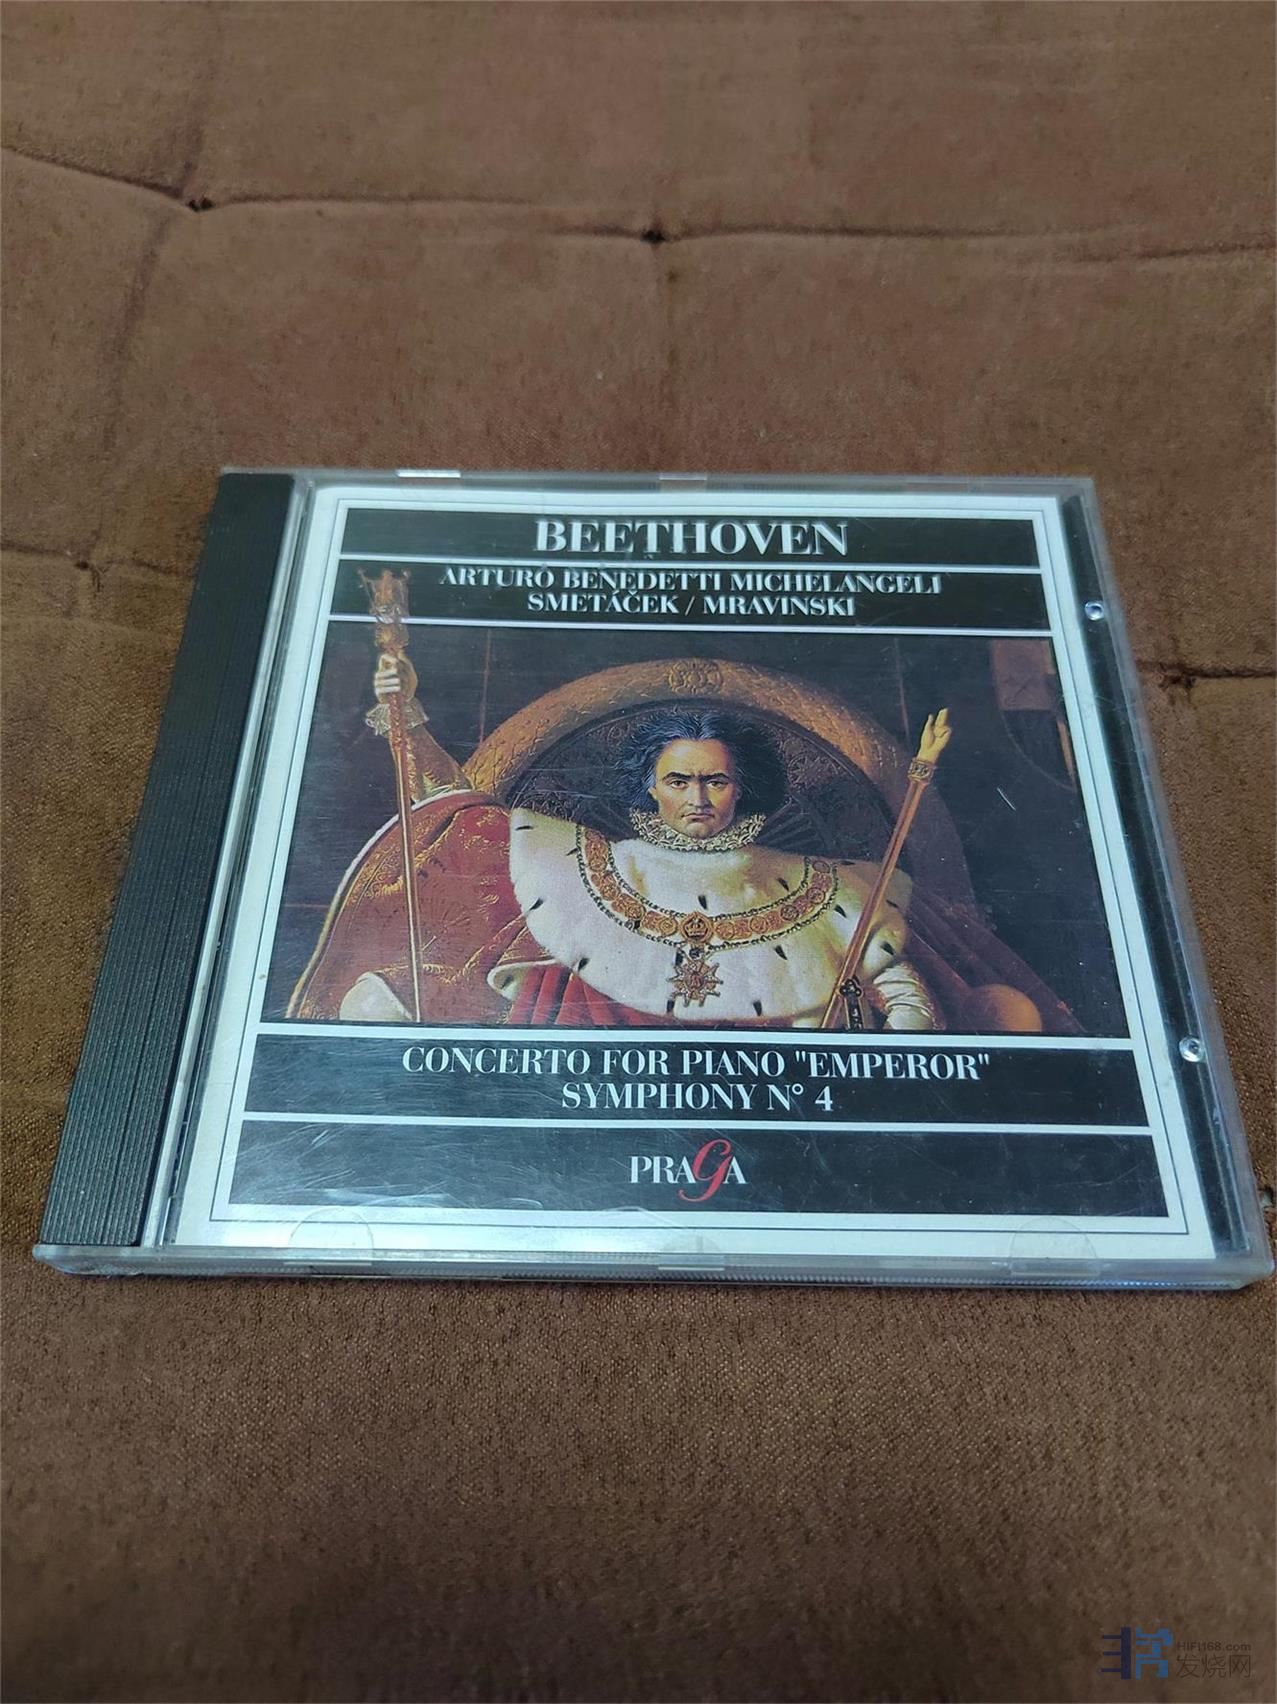 BEETHOVEN
ARTURO BENEDETTI MICHELANGELI
SMETÁČEK / MRAVINSKI
CONCERTO FOR PIANO "EMPEROR"
SYMPHONY N° 4
PRAGA
HIFI168.com
发烧网